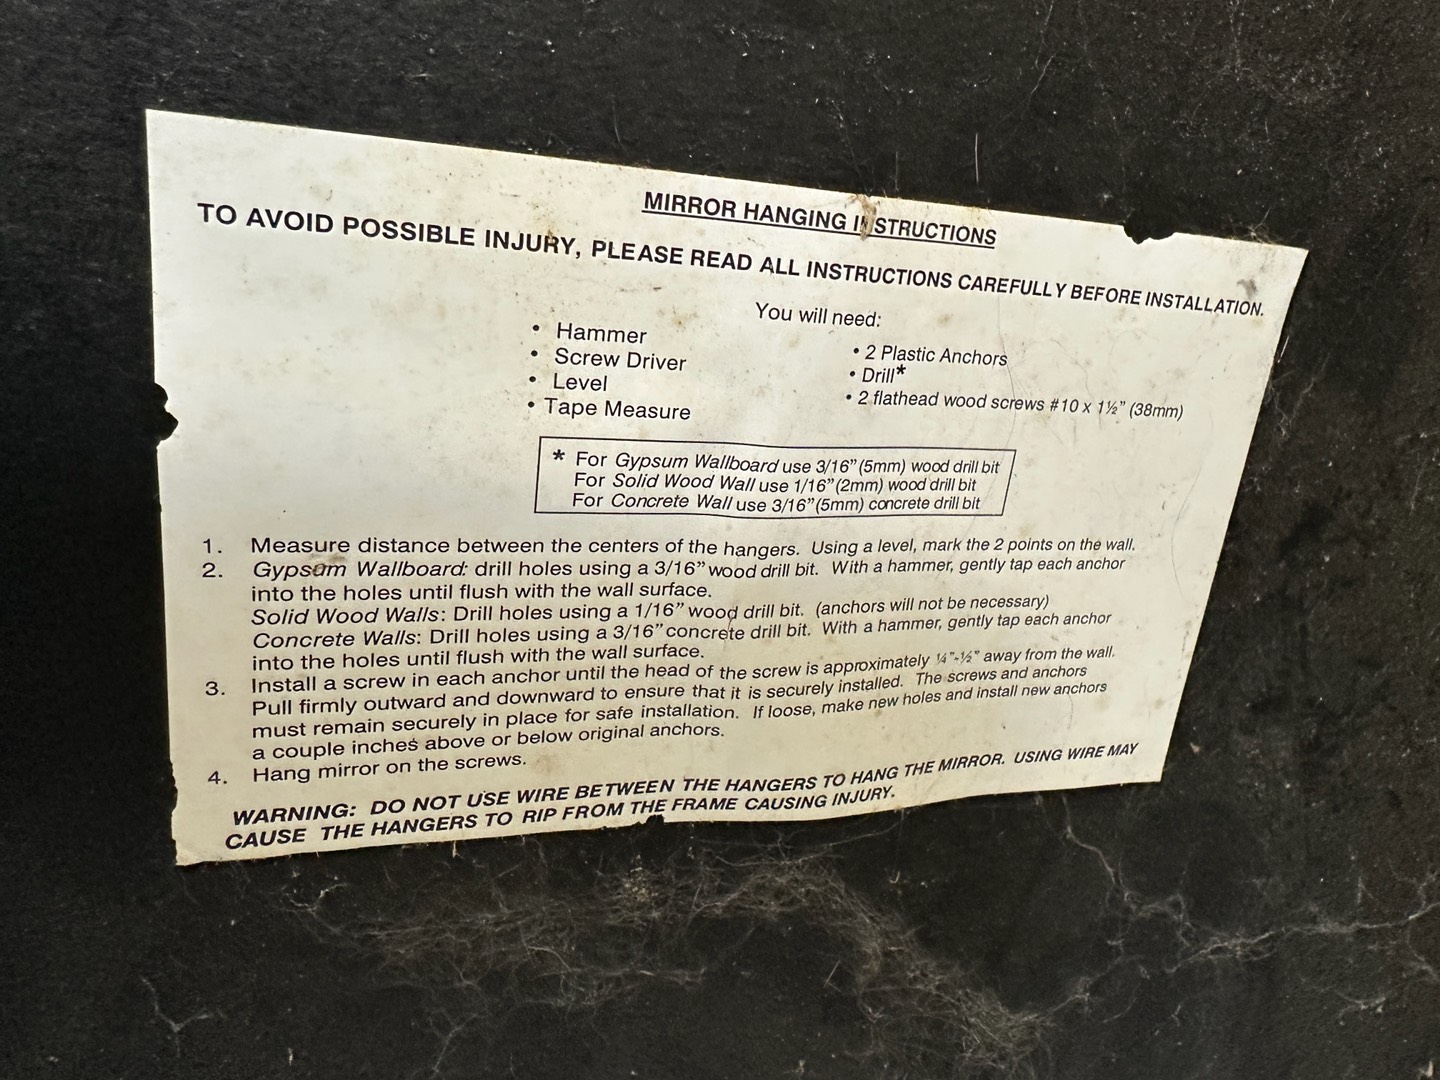 MIRROR HANGING INSTRUCTIONS
TO AVOID POSSIBLE INJURY, PLEASE READ ALL INSTRUCTIONS CAREFULLY BEFORE INSTALLATION.
You will need:
• Hammer
• Screw Driver
• Level
• Tape Measure
• 2 Plastic Anchors
• Drill*
• 2 flathead wood screws #10 x 1½" (38mm)
* For Gypsum Wallboard use 3/16" (5mm) wood drill bit
For Solid Wood Wall use 1/16" (2mm) wood drill bit
For Concrete Wall use 3/16" (5mm) concrete drill bit
1. Measure distance between the centers of the hangers. Using a level, mark the 2 points on the wall.
2. Gypsum Wallboard: drill holes using a 3/16" wood drill bit. With a hammer, gently tap each anchor
into the holes until flush with the wall surface.
Solid Wood Walls: Drill holes using a 1/16" wood drill bit. (anchors will not be necessary)
Concrete Walls: Drill holes using a 3/16" concrete drill bit. With a hammer, gently tap each anchor
into the holes until flush with the wall surface.
3. Install a screw in each anchor until the head of the screw is approximately ¼"-½" away from the wall.
Pull firmly outward and downward to ensure that it is securely installed. The screws and anchors
must remain securely in place for safe installation. If loose, make new holes and install new anchors
a couple inches above or below original anchors.
4. Hang mirror on the screws.
WARNING: DO NOT USE WIRE BETWEEN THE HANGERS TO HANG THE MIRROR. USING WIRE MAY
CAUSE THE HANGERS TO RIP FROM THE FRAME CAUSING INJURY.